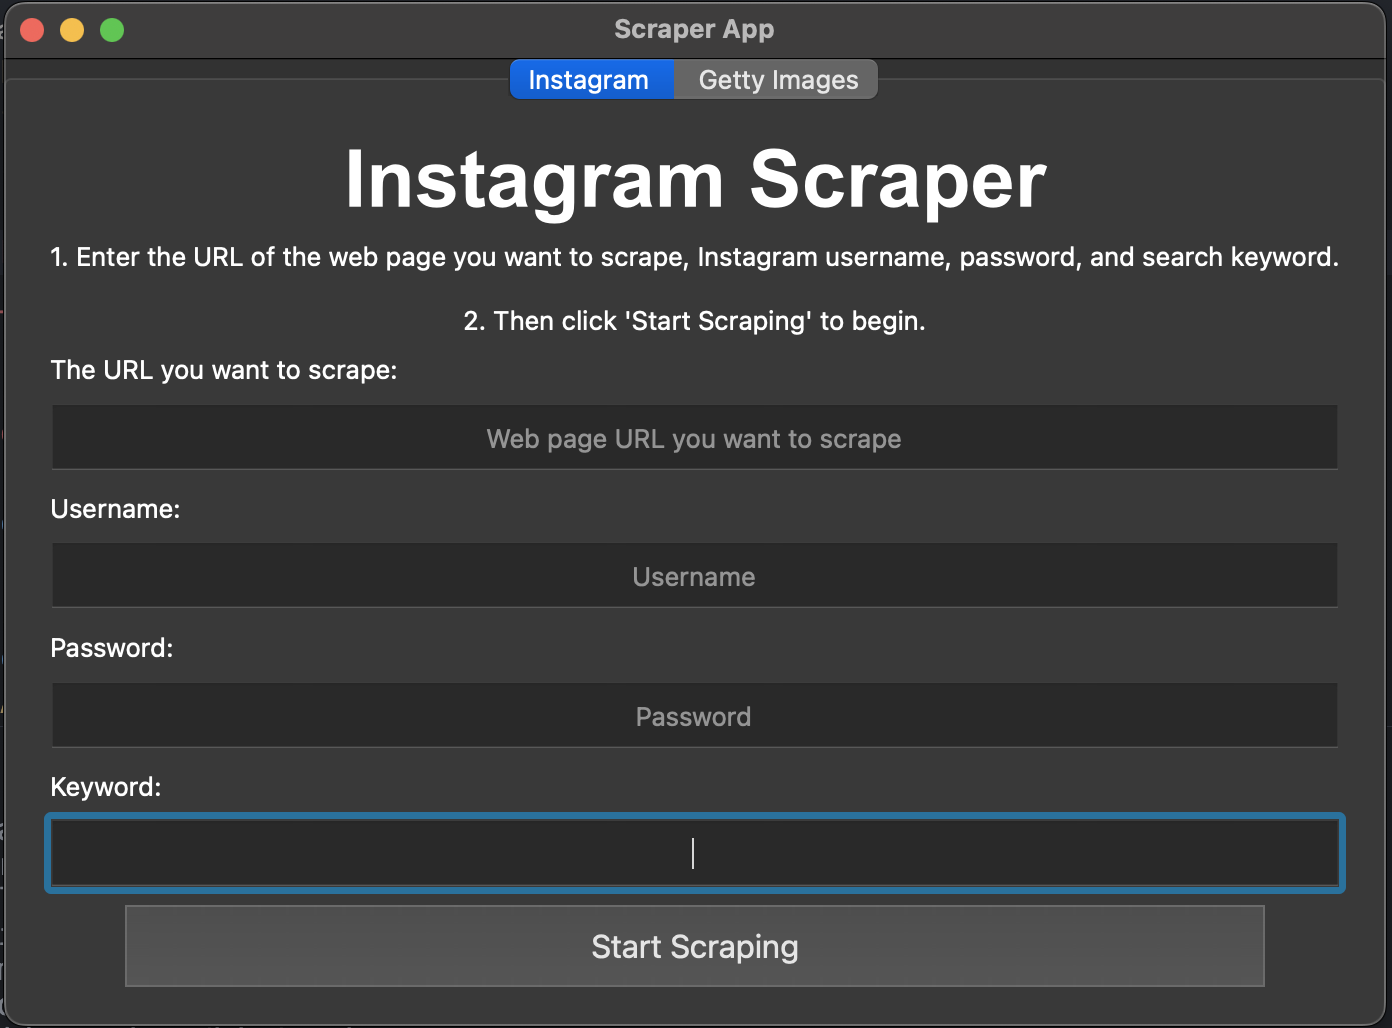 Scraper App
Instagram Getty Images
Instagram Scraper
1. Enter the URL of the web page you want to scrape, Instagram username, password, and search keyword.
2. Then click 'Start Scraping' to begin.
The URL you want to scrape:
Web page URL you want to scrape
Username:
Username
Password:
Password
Keyword:
Start Scraping